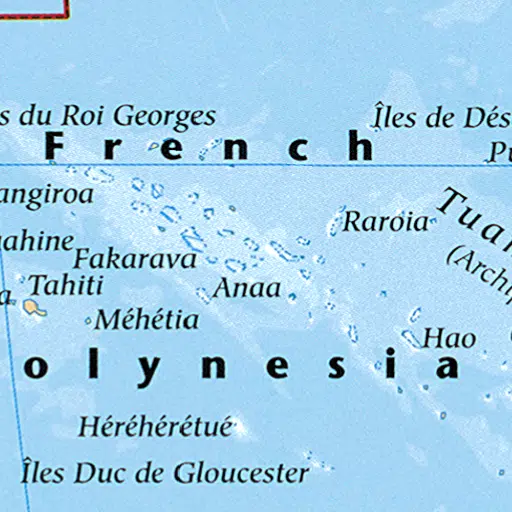 s du Roi Georges
Îles de Dés
French
Pu
angiroa
Tua
Raroia
ahine
Fakarava
(Archi
Tahiti
a
Anaa
Méhétia
Hao
olynesia
Héréhérétué
Îles Duc de Gloucester